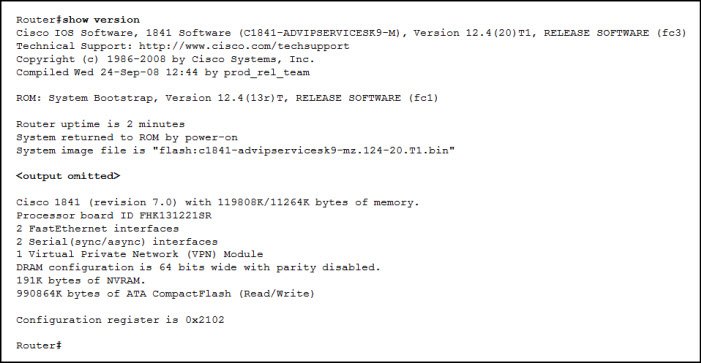 Router#show version
Cisco IOS Software, 1841 Software (C1841-ADVIPSERVICESK9-M), Version 12.4(20)T1, RELEASE SOFTWARE (fc3)
Technical Support: http://www.cisco.com/techsupport
Copyright (c) 1986-2008 by Cisco Systems, Inc.
Compiled Wed 24-Sep-08 12:44 by prod_rel_team
ROM: System Bootstrap, Version 12.4(13r)T, RELEASE SOFTWARE (fc1)
Router uptime is 2 minutes
System returned to ROM by power-on
System image file is "flash:c1841-advipservicesk9-mz.124-20.T1.bin"
<output omitted>
Cisco 1841 (revision 7.0) with 119808K/11264K bytes of memory.
Processor board ID FHK131221SR
2 FastEthernet interfaces
2 Serial(sync/async) interfaces
1 Virtual Private Network (VPN) Module
DRAM configuration is 64 bits wide with parity disabled.
191K bytes of NVRAM.
990864K bytes of ATA CompactFlash (Read/Write)
Configuration register is 0x2102
Router#